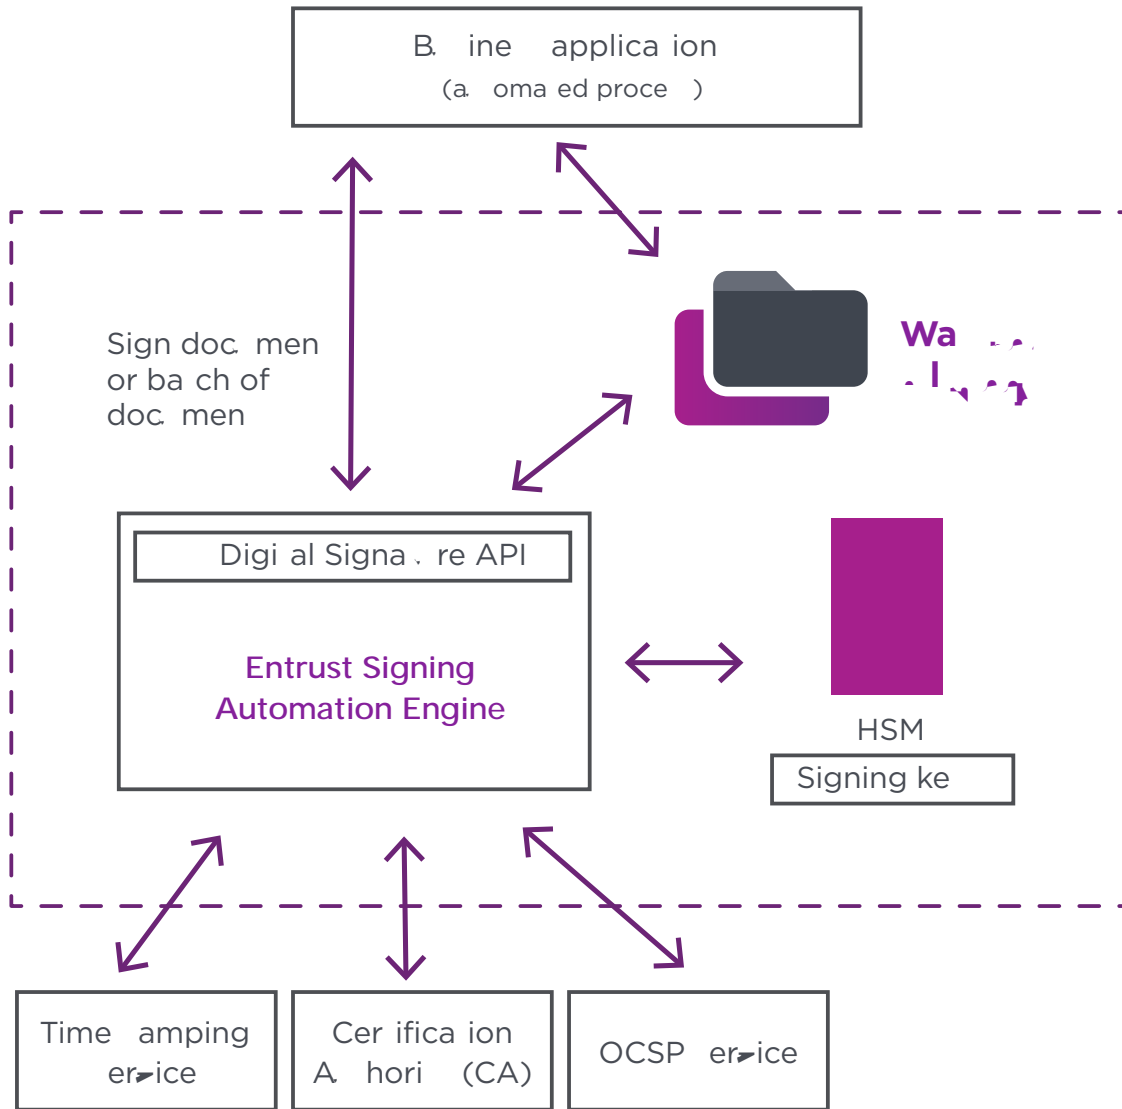 B ine applica ion
(a oma ed proce )
Sign doc men
or ba ch of
doc men
Wa
Digi al Signa re API
Entrust Signing
Automation Engine
HSM
Signing ke
Time amping
er ice
Cer ifica ion
A hori (CA)
OCSP er ice